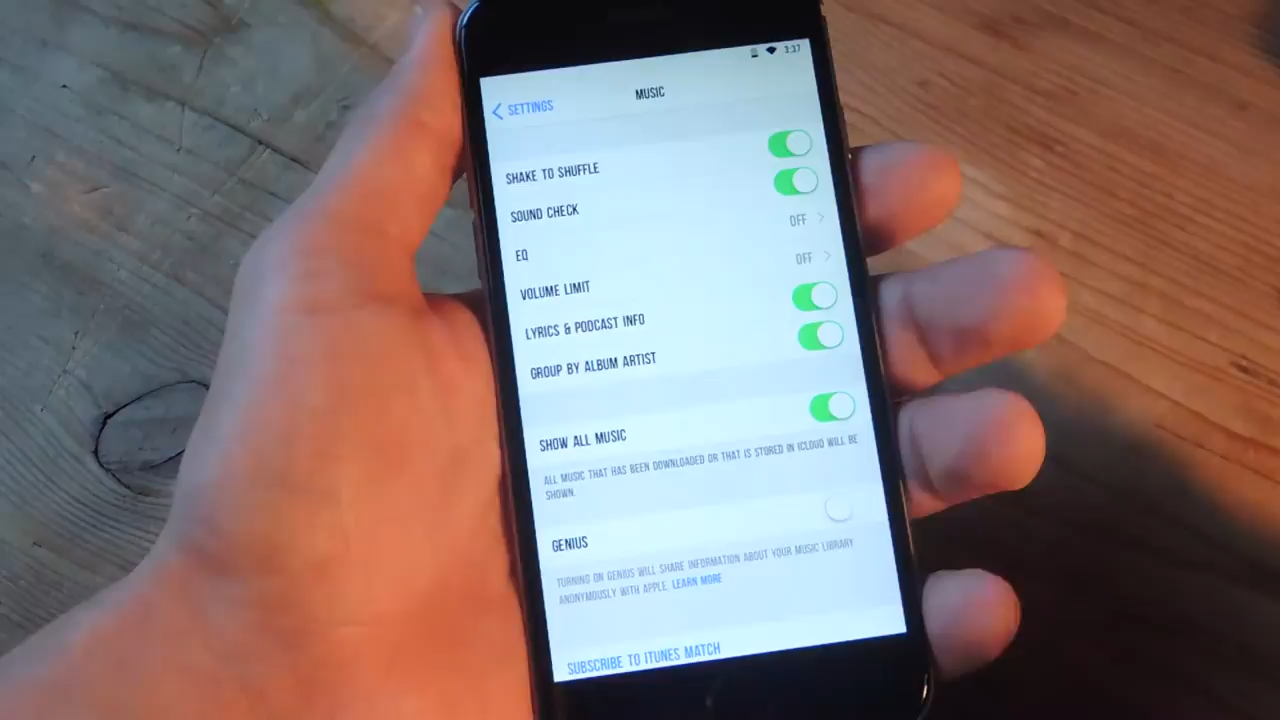 3:37
SETTINGS
MUSIC
SHAKE TO SHUFFLE
SOUND CHECK
EQ OFF
VOLUME LIMIT OFF
LYRICS & PODCAST INFO
GROUP BY ALBUM ARTIST
SHOW ALL MUSIC
ALL MUSIC THAT HAS BEEN DOWNLOADED OR THAT IS STORED IN ICLOUD WILL BE
SHOWN.
GENIUS
TURNING ON GENIUS WILL SHARE INFORMATION ABOUT YOUR MUSIC LIBRARY
ANONYMOUSLY WITH APPLE. LEARN MORE
SUBSCRIBE TO ITUNES MATCH